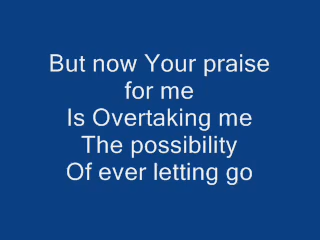 But now Your praise
for me
Is Overtaking me
The possibility
Of ever letting go